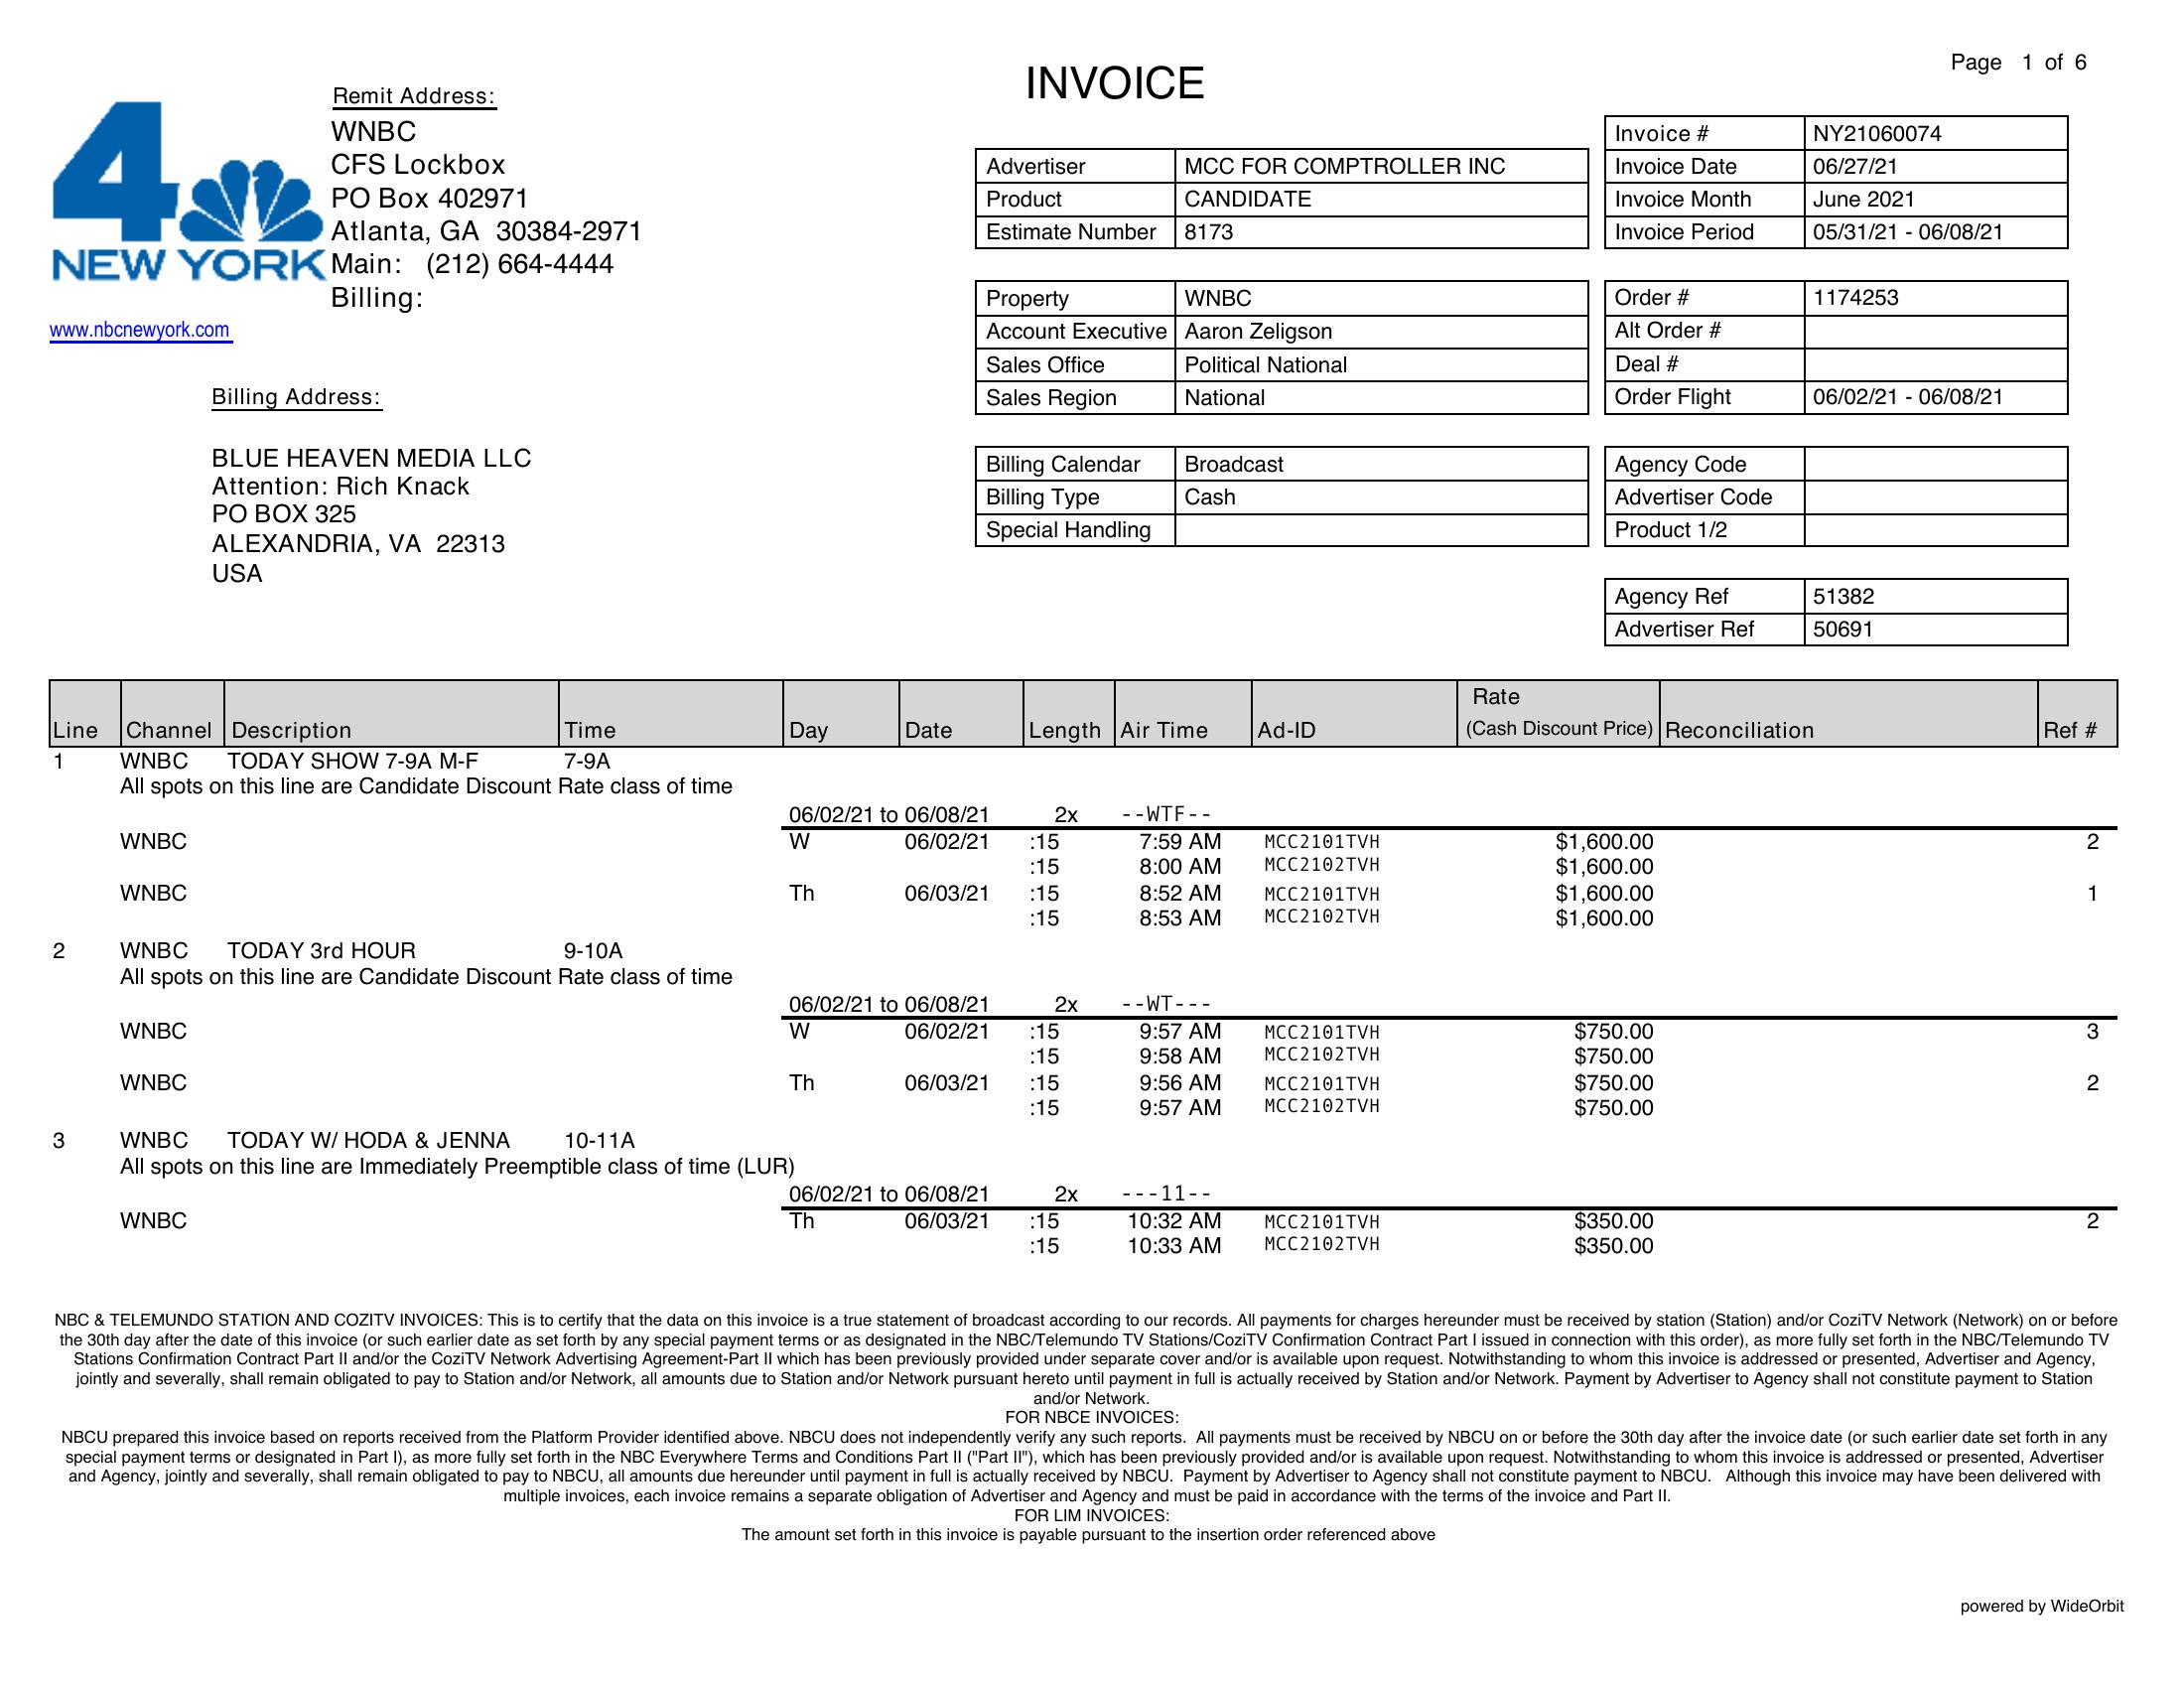 Page 1 of 6
INVOICE
4
NEW YORK
www.nbcnewyork.com
Remit Address:
WNBC
CFS Lockbox
PO Box 402971
Atlanta, GA 30384-2971
Main: (212) 664-4444
Billing:
Billing Address:
BLUE HEAVEN MEDIA LLC
Attention: Rich Knack
PO BOX 325
ALEXANDRIA, VA 22313
USA
Advertiser MCC FOR COMPTROLLER INC
Product CANDIDATE
Estimate Number 8173
Invoice # NY21060074
Invoice Date 06/27/21
Invoice Month June 2021
Invoice Period 05/31/21 - 06/08/21
Property WNBC
Account Executive Aaron Zeligson
Sales Office Political National
Sales Region National
Order # 1174253
Alt Order #
Deal #
Order Flight 06/02/21 - 06/08/21
Billing Calendar Broadcast
Billing Type Cash
Special Handling
Agency Code
Advertiser Code
Product 1/2
Agency Ref 51382
Advertiser Ref 50691
Line Channel Description Time Day Date Length Air Time Ad-ID Rate (Cash Discount Price) Reconciliation Ref #
1 WNBC TODAY SHOW 7-9A M-F 7-9A
All spots on this line are Candidate Discount Rate class of time
06/02/21 to 06/08/21 2x --WTF--
WNBC W 06/02/21 :15 7:59 AM MCC2101TVH $1,600.00 2
:15 8:00 AM MCC2102TVH $1,600.00
WNBC Th 06/03/21 :15 8:52 AM MCC2101TVH $1,600.00 1
:15 8:53 AM MCC2102TVH $1,600.00
2 WNBC TODAY 3rd HOUR 9-10A
All spots on this line are Candidate Discount Rate class of time
06/02/21 to 06/08/21 2x --WT---
WNBC W 06/02/21 :15 9:57 AM MCC2101TVH $750.00 3
:15 9:58 AM MCC2102TVH $750.00
WNBC Th 06/03/21 :15 9:56 AM MCC2101TVH $750.00 2
:15 9:57 AM MCC2102TVH $750.00
3 WNBC TODAY W/ HODA & JENNA 10-11A
All spots on this line are Immediately Preemptible class of time (LUR)
06/02/21 to 06/08/21 2x ---11--
WNBC Th 06/03/21 :15 10:32 AM MCC2101TVH $350.00 2
:15 10:33 AM MCC2102TVH $350.00
NBC & TELEMUNDO STATION AND COZITV INVOICES: This is to certify that the data on this invoice is a true statement of broadcast according to our records. All payments for charges hereunder must be received by station (Station) and/or CoziTV Network (Network) on or before
the 30th day after the date of this invoice (or such earlier date as set forth by any special payment terms or as designated in the NBC/Telemundo TV Stations/CoziTV Confirmation Contract Part I issued in connection with this order), as more fully set forth in the NBC/Telemundo TV
Stations Confirmation Contract Part II and/or the CoziTV Network Advertising Agreement-Part II which has been previously provided under separate cover and/or is available upon request. Notwithstanding to whom this invoice is addressed or presented, Advertiser and Agency,
jointly and severally, shall remain obligated to pay to Station and/or Network, all amounts due to Station and/or Network pursuant hereto until payment in full is actually received by Station and/or Network. Payment by Advertiser to Agency shall not constitute payment to Station
and/or Network.
FOR NBCE INVOICES:
NBCU prepared this invoice based on reports received from the Platform Provider identified above. NBCU does not independently verify any such reports. All payments must be received by NBCU on or before the 30th day after the invoice date (or such earlier date set forth in any
special payment terms or designated in Part I), as more fully set forth in the NBC Everywhere Terms and Conditions Part II ("Part II"), which has been previously provided and/or is available upon request. Notwithstanding to whom this invoice is addressed or presented, Advertiser
and Agency, jointly and severally, shall remain obligated to pay to NBCU, all amounts due hereunder until payment in full is actually received by NBCU. Payment by Advertiser to Agency shall not constitute payment to NBCU. Although this invoice may have been delivered with
multiple invoices, each invoice remains a separate obligation of Advertiser and Agency and must be paid in accordance with the terms of the invoice and Part II.
FOR LIM INVOICES:
The amount set forth in this invoice is payable pursuant to the insertion order referenced above
powered by WideOrbit